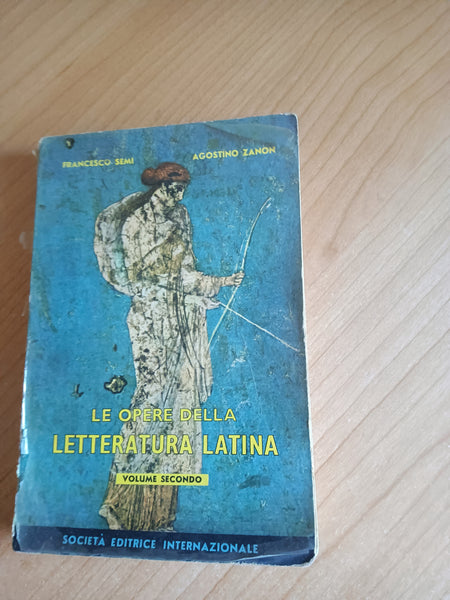 FRANCESCO SEMI
AGOSTINO ZANON
LE OPERE DELLA
LETTERATURA LATINA
VOLUME SECONDO
SOCIETÀ EDITRICE INTERNAZIONALE